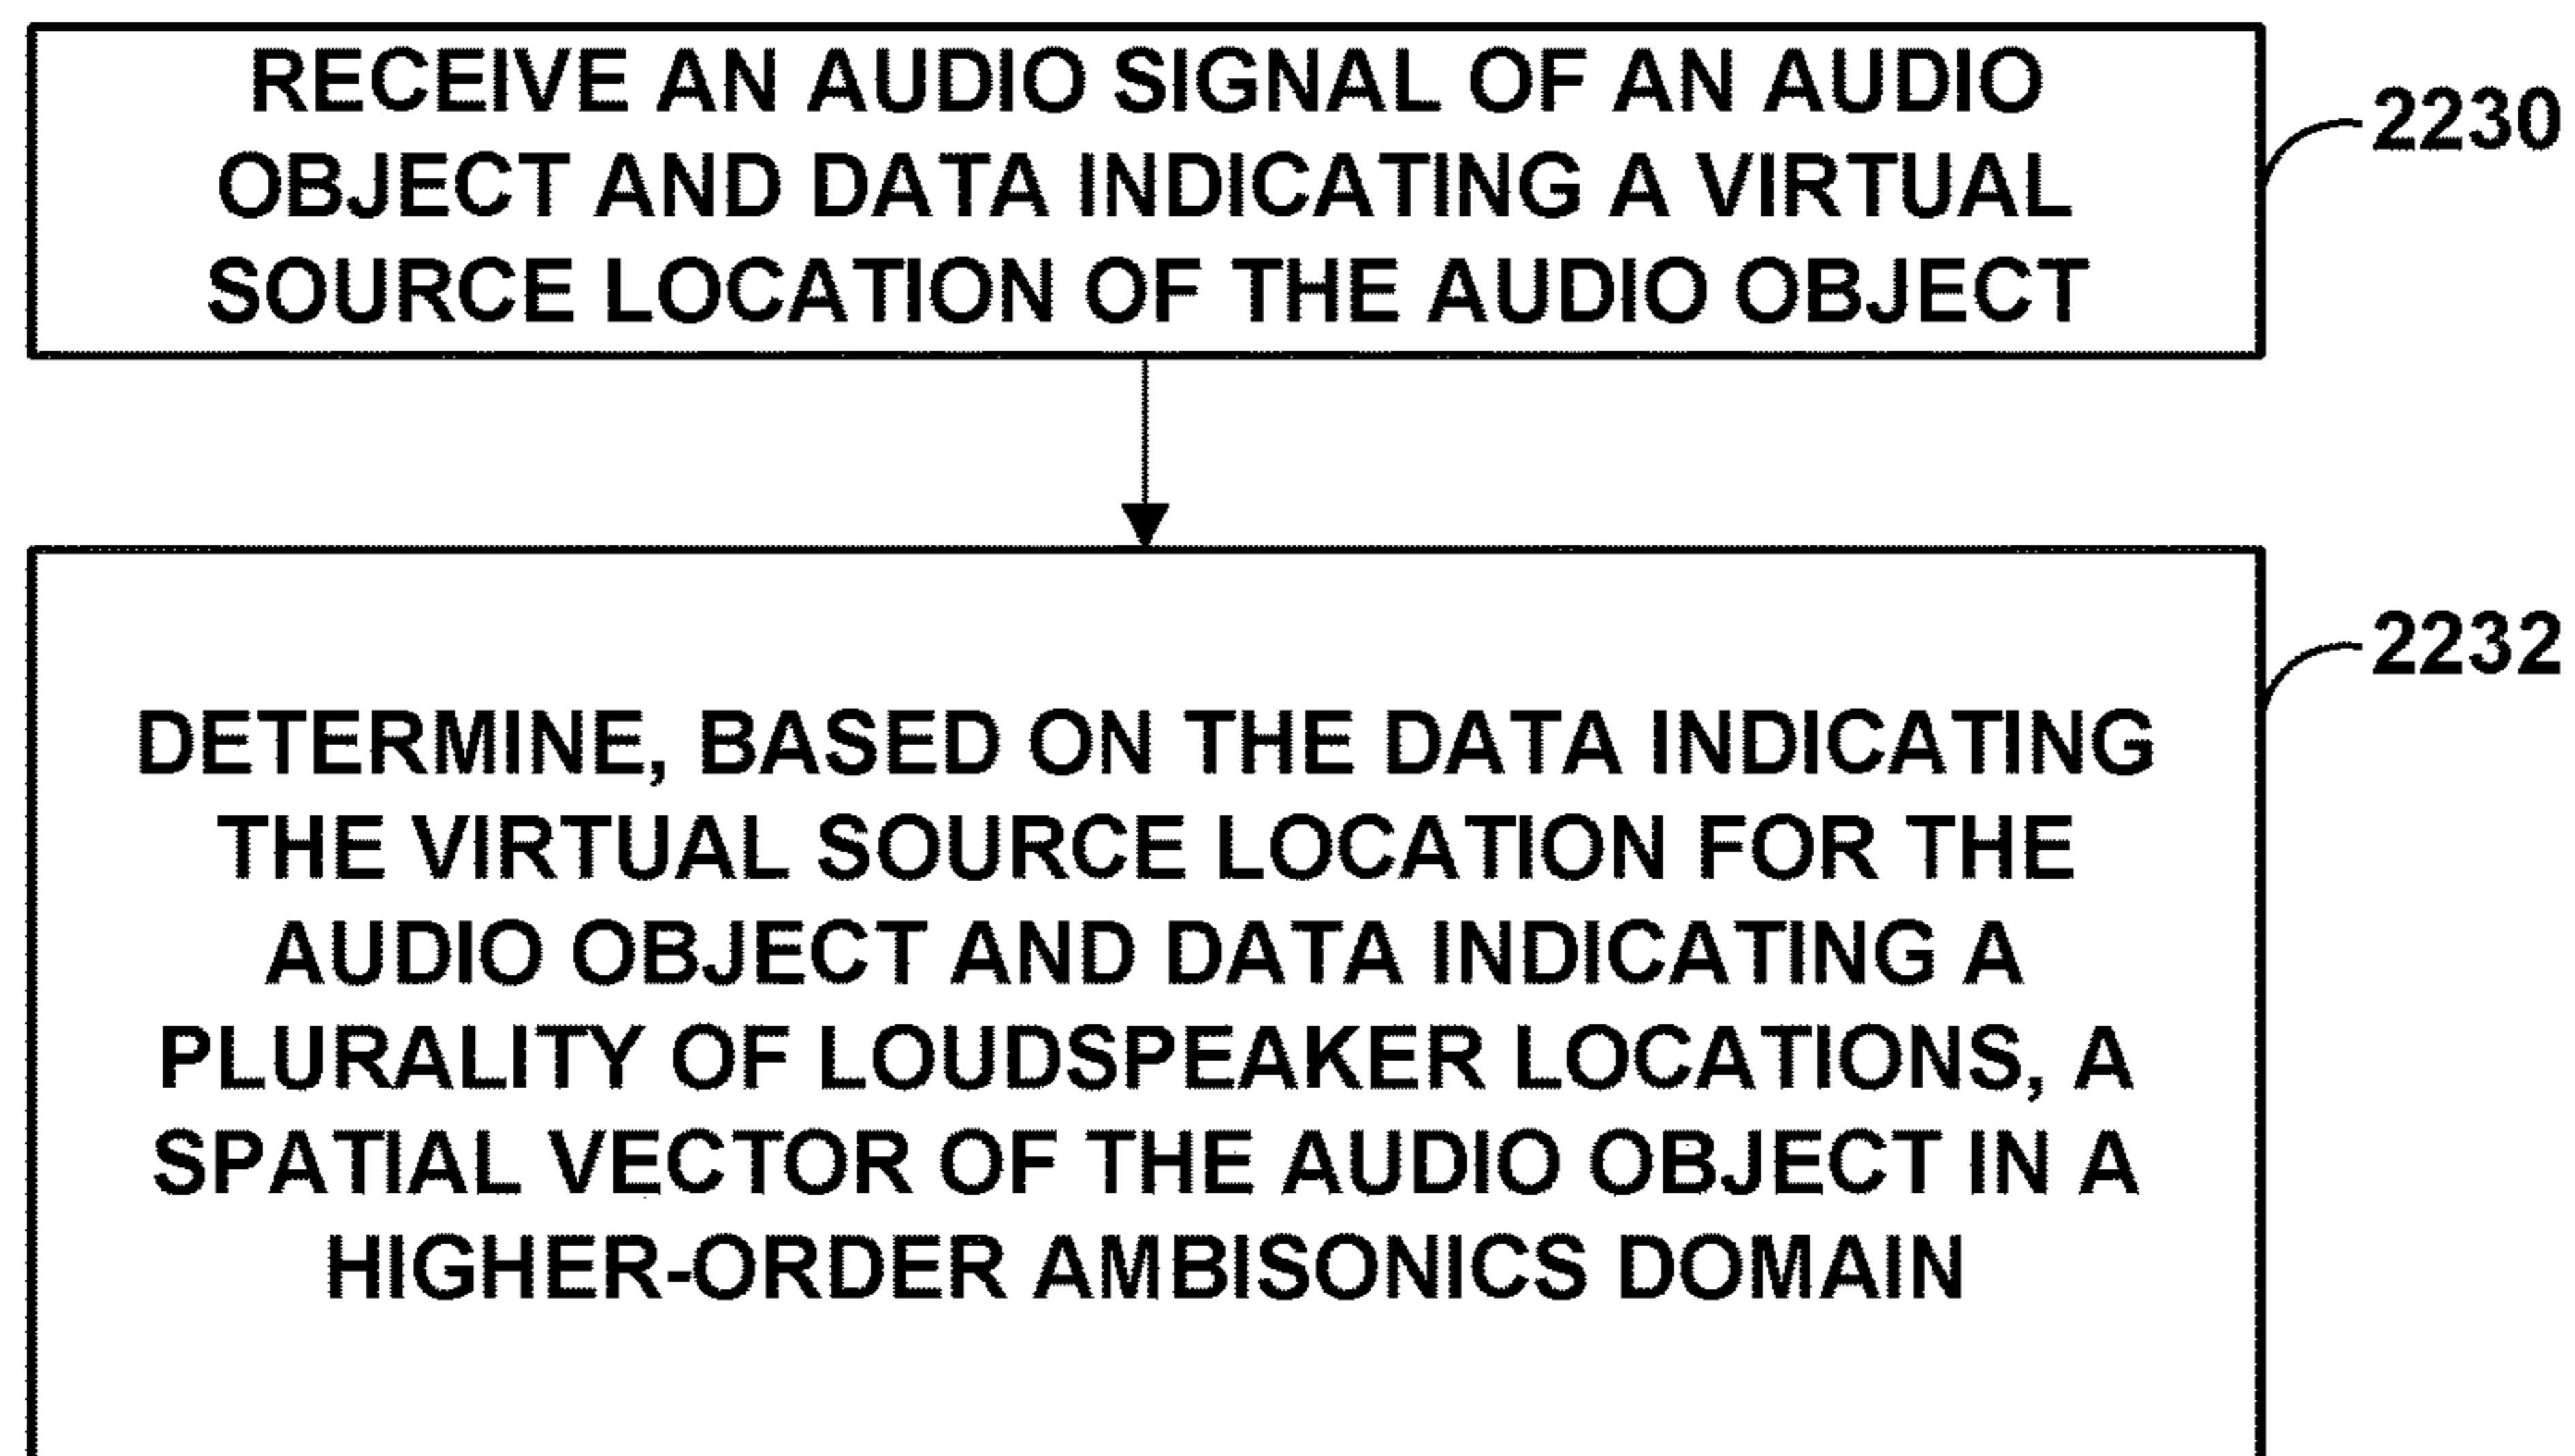 RECEIVE AN AUDIO SIGNAL OF AN AUDIO
OBJECT AND DATA INDICATING A VIRTUAL
SOURCE LOCATION OF THE AUDIO OBJECT
2230
DETERMINE, BASED ON THE DATA INDICATING
THE VIRTUAL SOURCE LOCATION FOR THE
AUDIO OBJECT AND DATA INDICATING A
PLURALITY OF LOUDSPEAKER LOCATIONS, A
SPATIAL VECTOR OF THE AUDIO OBJECT IN A
HIGHER-ORDER AMBISONICS DOMAIN
2232